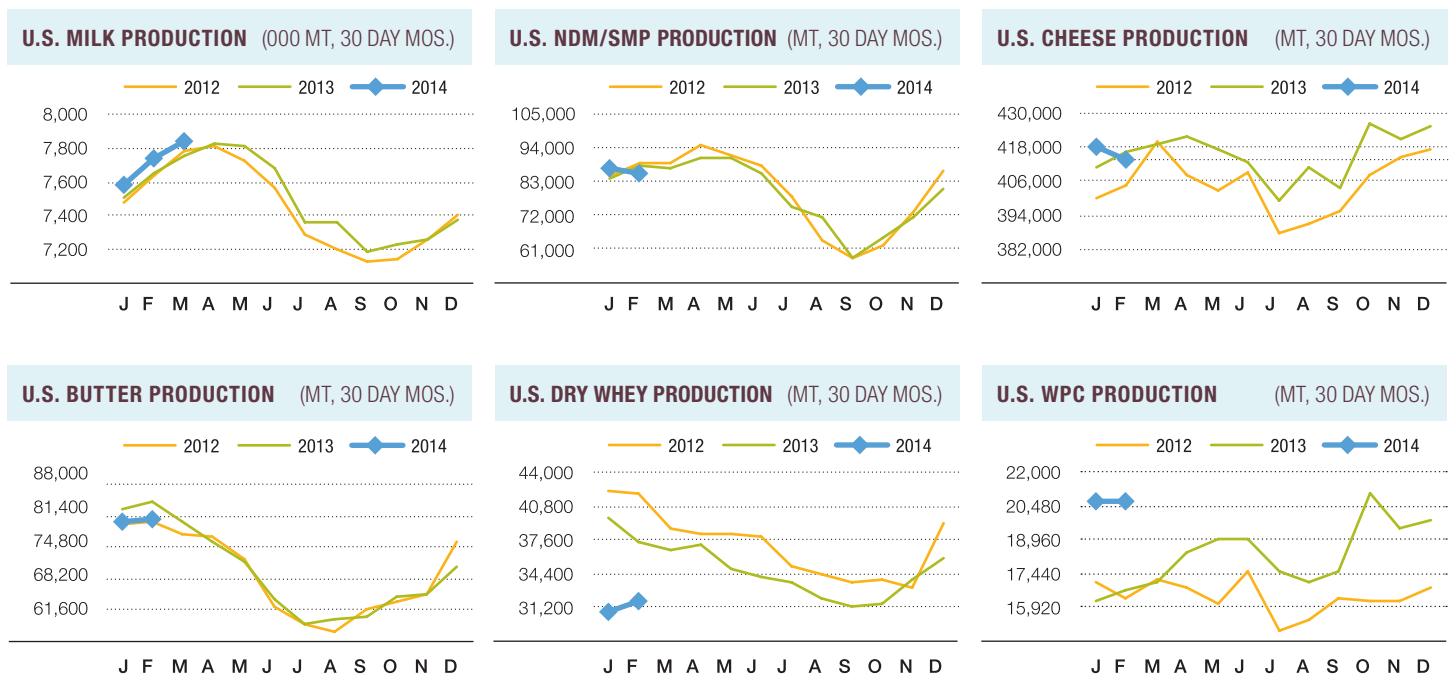 U.S. MILK PRODUCTION (000 MT, 30 DAY MOS.)
2012 2013 2014
8,000
7,800
7,600
7,400
7,200
J F M A M J J A S O N D
U.S. NDM/SMP PRODUCTION (MT, 30 DAY MOS.)
2012 2013 2014
105,000
94,000
83,000
72,000
61,000
J F M A M J J A S O N D
U.S. CHEESE PRODUCTION (MT, 30 DAY MOS.)
2012 2013 2014
430,000
418,000
406,000
394,000
382,000
J F M A M J J A S O N D
U.S. BUTTER PRODUCTION (MT, 30 DAY MOS.)
2012 2013 2014
88,000
81,400
74,800
68,200
61,600
J F M A M J J A S O N D
U.S. DRY WHEY PRODUCTION (MT, 30 DAY MOS.)
2012 2013 2014
44,000
40,800
37,600
34,400
31,200
J F M A M J J A S O N D
U.S. WPC PRODUCTION (MT, 30 DAY MOS.)
2012 2013 2014
22,000
20,480
18,960
17,440
15,920
J F M A M J J A S O N D